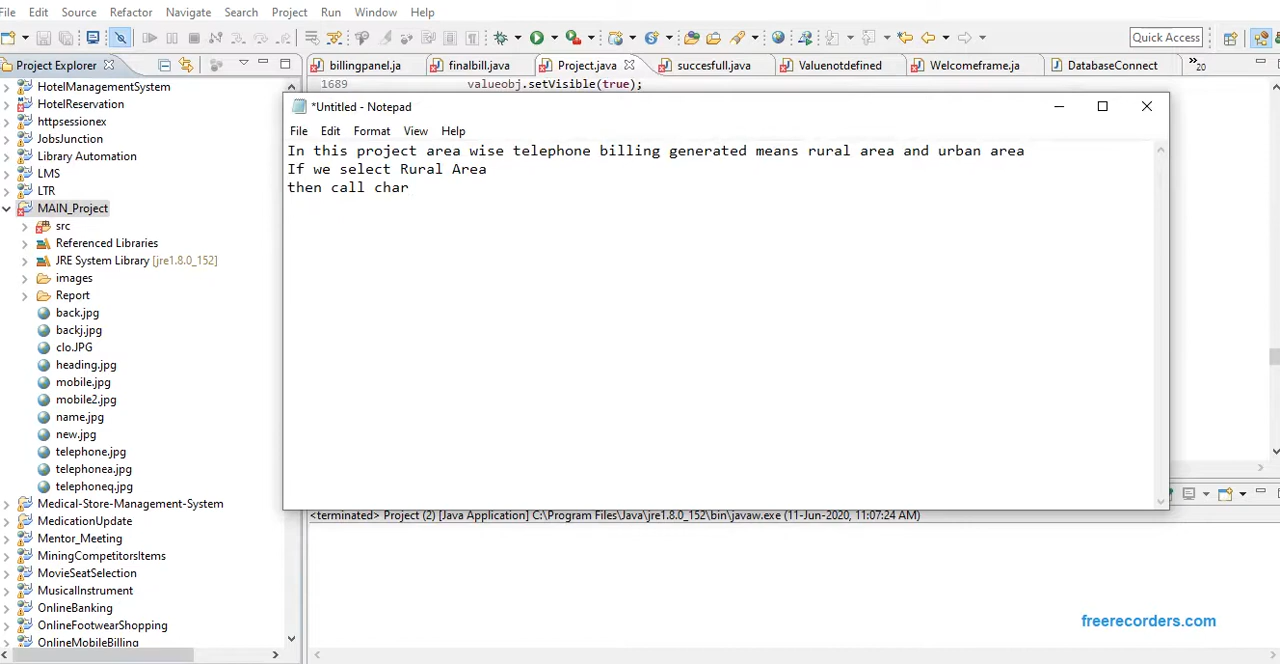 File Edit Source Refactor Navigate Search Project Run Window Help
Quick Access
Project Explorer
billingpanel.ja
finalbill.java
Project.java
succesfull.java
Valuenotdefined
Welcomeframe.ja
DatabaseConnect
»20
1689 valueobj.setVisible(true);
HotelManagementSystem
HotelReservation
httpsessionex
JobsJunction
Library Automation
LMS
LTR
MAIN_Project
src
Referenced Libraries
JRE System Library [jre1.8.0_152]
images
Report
back.jpg
backj.jpg
clo.JPG
heading.jpg
mobile.jpg
mobile2.jpg
name.jpg
new.jpg
telephone.jpg
telephonea.jpg
telephoneq.jpg
Medical-Store-Management-System
MedicationUpdate
Mentor_Meeting
MiningCompetitorsItems
MovieSeatSelection
MusicalInstrument
OnlineBanking
OnlineFootwearShopping
OnlineMobileBilling
*Untitled - Notepad
File Edit Format View Help
In this project area wise telephone billing generated means rural area and urban area
If we select Rural Area
then call char
<terminated> Project (2) [Java Application] C:\Program Files\Java\jre1.8.0_152\bin\javaw.exe (11-Jun-2020, 11:07:24 AM)
freerecorders.com